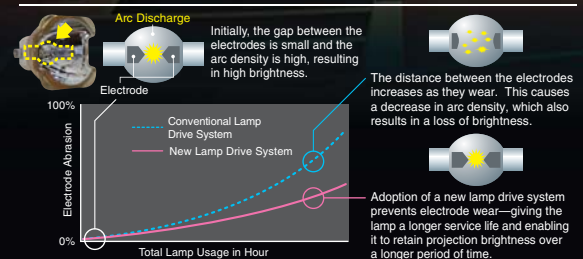 Arc Discharge
Initially, the gap between the
electrodes is small and the
arc density is high, resulting
in high brightness.
Electrode
The distance between the electrodes
increases as they wear. This causes
a decrease in arc density, which also
results in a loss of brightness.
100%
Conventional Lamp
Drive System
New Lamp Drive System
Electrode Abrasion
0%
Total Lamp Usage in Hour
Adoption of a new lamp drive system
prevents electrode wear—giving the
lamp a longer service life and enabling
it to retain projection brightness over
a longer period of time.